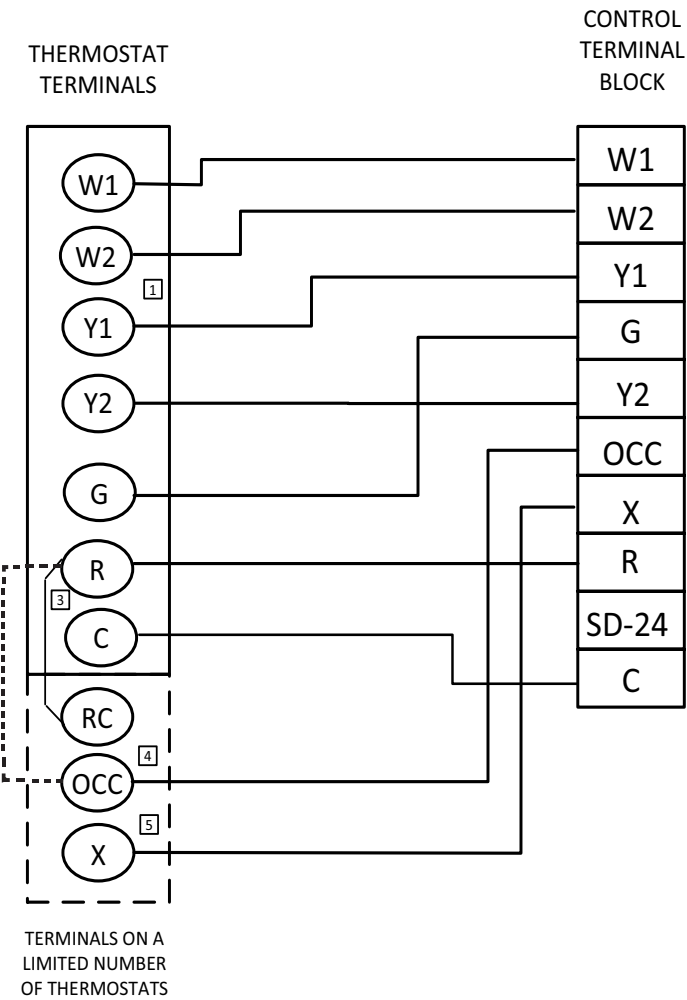 THERMOSTAT
TERMINALS
W1
W2
1
Y1
Y2
G
R
3
C
RC
4
OCC
5
X
TERMINALS ON A
LIMITED NUMBER
OF THERMOSTATS
CONTROL
TERMINAL
BLOCK
W1
W2
Y1
G
Y2
OCC
X
R
SD-24
C